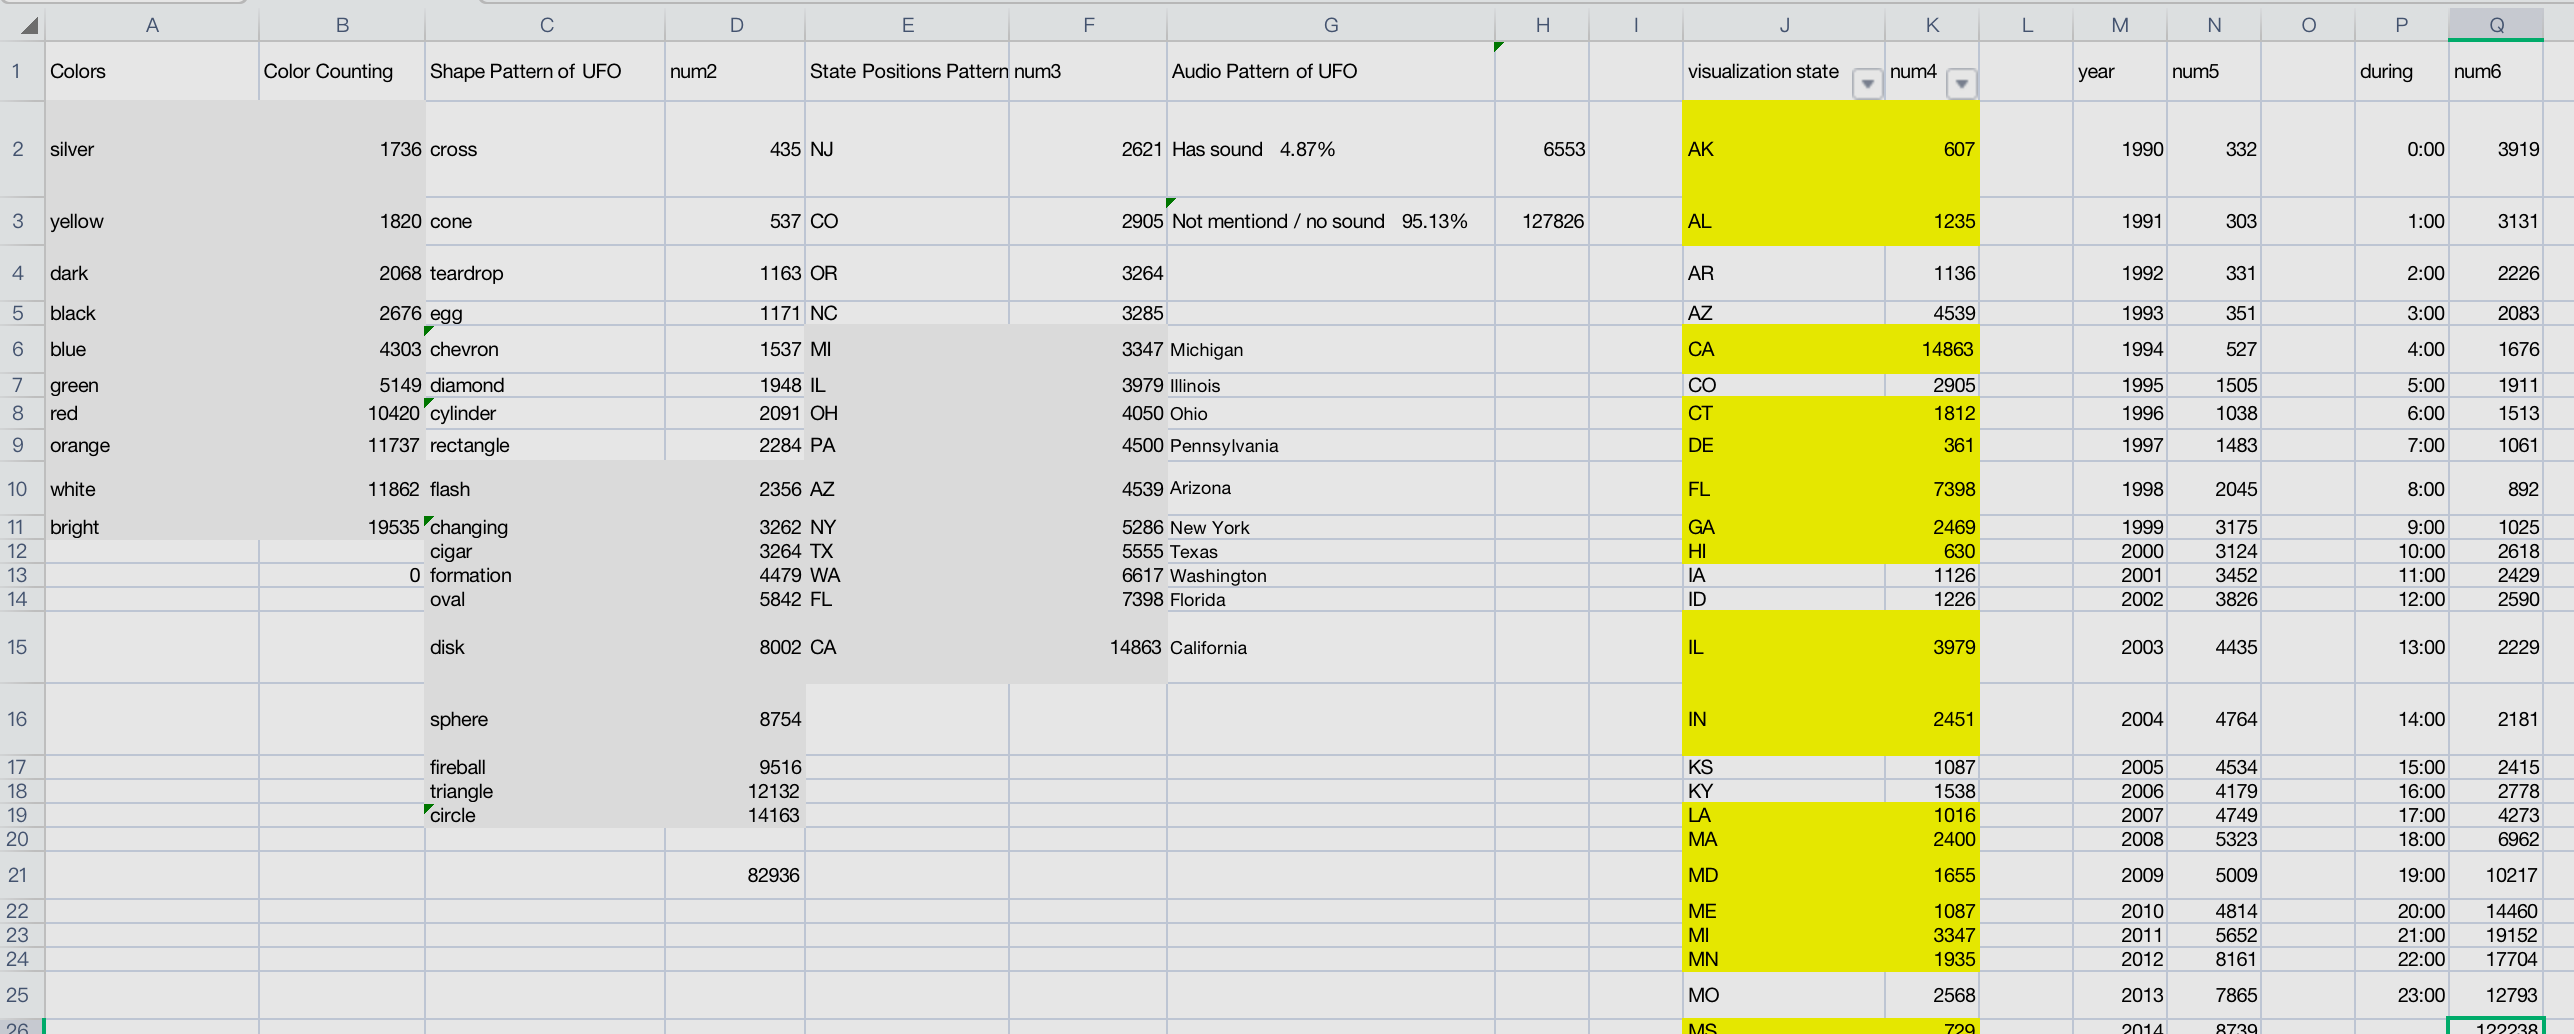 A B C D E F G H I J K L M N O P Q
1 Colors Color Counting Shape Pattern of UFO num2 State Positions Pattern num3 Audio Pattern of UFO visualization state num4 year num5 during num6
2 silver 1736 cross 435 NJ 2621 Has sound 4.87% 6553 AK 607 1990 332 0:00 3919
3 yellow 1820 cone 537 CO 2905 Not mentiond / no sound 95.13% 127826 AL 1235 1991 303 1:00 3131
4 dark 2068 teardrop 1163 OR 3264 AR 1136 1992 331 2:00 2226
5 black 2676 egg 1171 NC 3285 AZ 4539 1993 351 3:00 2083
6 blue 4303 chevron 1537 MI 3347 Michigan CA 14863 1994 527 4:00 1676
7 green 5149 diamond 1948 IL 3979 Illinois CO 2905 1995 1505 5:00 1911
8 red 10420 cylinder 2091 OH 4050 Ohio CT 1812 1996 1038 6:00 1513
9 orange 11737 rectangle 2284 PA 4500 Pennsylvania DE 361 1997 1483 7:00 1061
10 white 11862 flash 2356 AZ 4539 Arizona FL 7398 1998 2045 8:00 892
11 bright 19535 changing 3262 NY 5286 New York GA 2469 1999 3175 9:00 1025
12 cigar 3264 TX 5555 Texas HI 630 2000 3124 10:00 2618
13 0 formation 4479 WA 6617 Washington IA 1126 2001 3452 11:00 2429
14 oval 5842 FL 7398 Florida ID 1226 2002 3826 12:00 2590
15 disk 8002 CA 14863 California IL 3979 2003 4435 13:00 2229
16 sphere 8754 IN 2451 2004 4764 14:00 2181
17 fireball 9516 KS 1087 2005 4534 15:00 2415
18 triangle 12132 KY 1538 2006 4179 16:00 2778
19 circle 14163 LA 1016 2007 4749 17:00 4273
20 MA 2400 2008 5323 18:00 6962
21 82936 MD 1655 2009 5009 19:00 10217
22 ME 1087 2010 4814 20:00 14460
23 MI 3347 2011 5652 21:00 19152
24 MN 1935 2012 8161 22:00 17704
25 MO 2568 2013 7865 23:00 12793
26 MS 729 2014 8739 122238